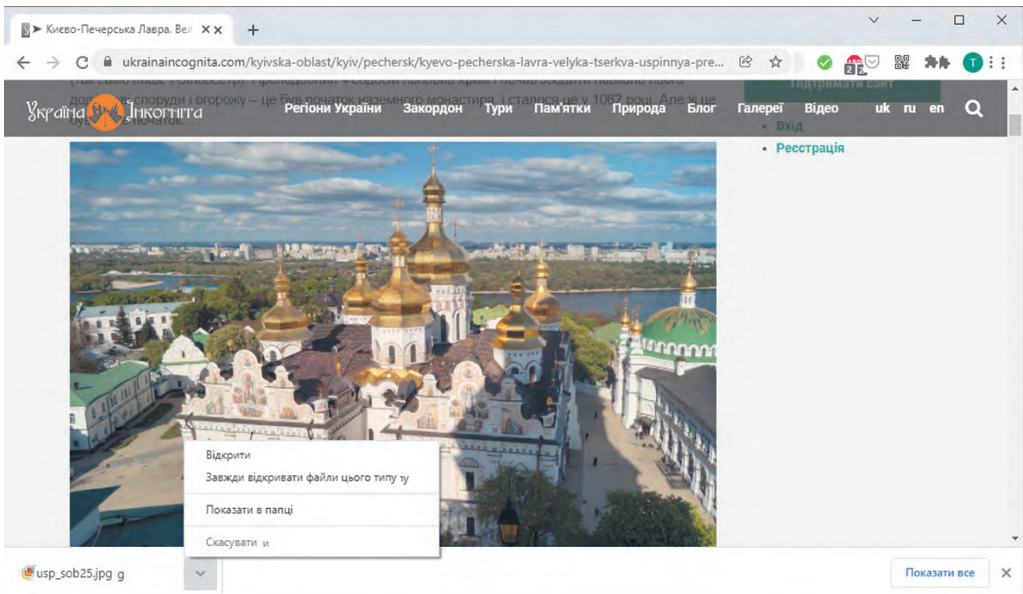 Києво-Печерська Лавра. Вел × ×
ukrainaincognita.com/kyivska-oblast/kyiv/pechersk/kyevo-pecherska-lavra-velyka-tserkva-uspinnya-pre...
Підтримати сайт
Україна Інкогніта
Регіони України Закордон Тури Пам'ятки Природа Блог Галереї Відео uk ru en
початок...
Вхід
Реєстрація
Відкрити
Завжди відкривати файли цього типу ту
Показати в папці
Скасувати и
usp_sob25.jpg g
Показати все